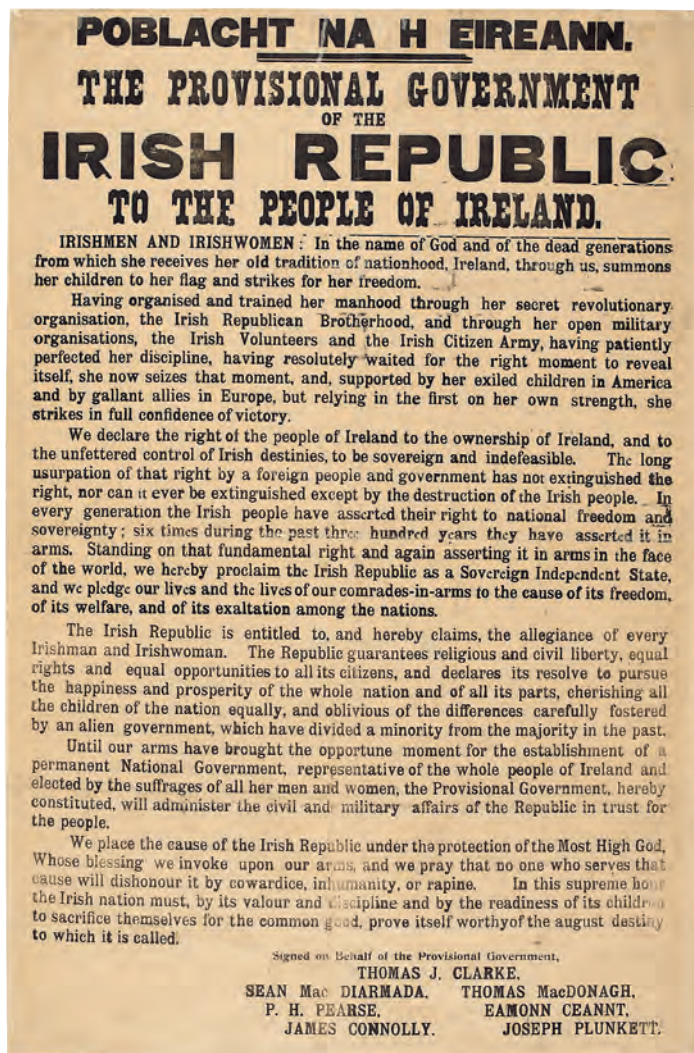 POBLACHT NA H EIREANN.
THE PROVISIONAL GOVERNMENT
OF THE
IRISH REPUBLIC
TO THE PEOPLE OF IRELAND.
IRISHMEN AND IRISHWOMEN : In the name of God and of the dead generations
from which she receives her old tradition of nationhood, Ireland, through us, summons
her children to her flag and strikes for her freedom.
Having organised and trained her manhood through her secret revolutionary
organisation, the Irish Republican Brotherhood, and through her open military
organisations, the Irish Volunteers and the Irish Citizen Army, having patiently
perfected her discipline, having resolutely waited for the right moment to reveal
itself, she now seizes that moment, and, supported by her exiled children in America
and by gallant allies in Europe, but relying in the first on her own strength, she
strikes in full confidence of victory.
We declare the right of the people of Ireland to the ownership of Ireland, and to
the unfettered control of Irish destinies, to be sovereign and indefeasible. The long
usurpation of that right by a foreign people and government has not extinguished the
right, nor can it ever be extinguished except by the destruction of the Irish people. In
every generation the Irish people have asserted their right to national freedom and
sovereignty ; six times during the past three hundred years they have asserted it in
arms. Standing on that fundamental right and again asserting it in arms in the face
of the world, we hereby proclaim the Irish Republic as a Sovereign Independent State,
and we pledge our lives and the lives of our comrades-in-arms to the cause of its freedom,
of its welfare, and of its exaltation among the nations.
The Irish Republic is entitled to, and hereby claims, the allegiance of every
Irishman and Irishwoman. The Republic guarantees religious and civil liberty, equal
rights and equal opportunities to all its citizens, and declares its resolve to pursue
the happiness and prosperity of the whole nation and of all its parts, cherishing all
the children of the nation equally, and oblivious of the differences carefully fostered
by an alien government, which have divided a minority from the majority in the past.
Until our arms have brought the opportune moment for the establishment of a
permanent National Government, representative of the whole people of Ireland and
elected by the suffrages of all her men and women, the Provisional Government, hereby
constituted, will administer the civil and military affairs of the Republic in trust for
the people.
We place the cause of the Irish Republic under the protection of the Most High God,
Whose blessing we invoke upon our arms, and we pray that no one who serves that
cause will dishonour it by cowardice, inhumanity, or rapine. In this supreme hour
the Irish nation must, by its valour and discipline and by the readiness of its children
to sacrifice themselves for the common good, prove itself worthy of the august destiny
to which it is called.
Signed on Behalf of the Provisional Government,
THOMAS J. CLARKE,
SEAN Mac DIARMADA, THOMAS MacDONAGH,
P. H. PEARSE, EAMONN CEANNT,
JAMES CONNOLLY. JOSEPH PLUNKETT.